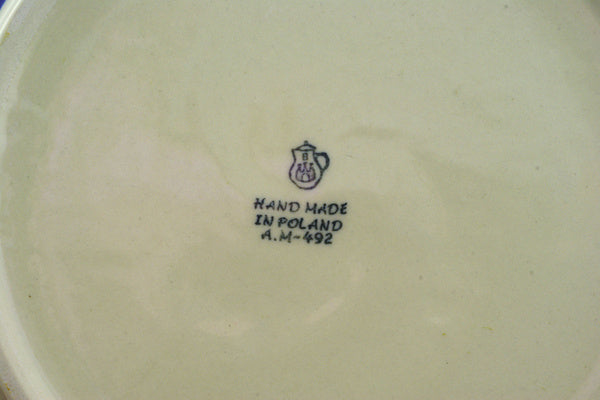 B
HAND MADE
IN POLAND
A.M-492